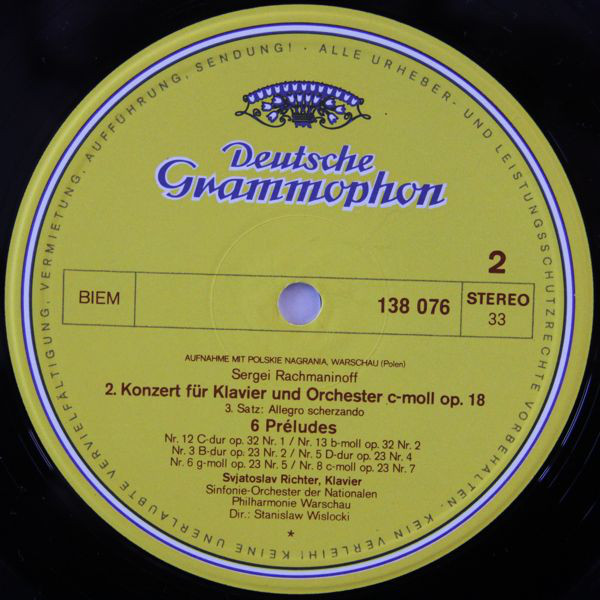 KEINE UNERLAUBTE VERVIELFÄLTIGUNG, VERMIETUNG, AUFFÜHRUNG, SENDUNG! · ALLE URHEBER- UND LEISTUNGSSCHUTZRECHTE VORBEHALTEN. KEIN VERLEIH!
Deutsche
Grammophon
2
BIEM
138 076
STEREO
33
AUFNAHME MIT POLSKIE NAGRANIA, WARSCHAU (Polen)
Sergei Rachmaninoff
2. Konzert für Klavier und Orchester c-moll op. 18
3. Satz: Allegro scherzando
6 Préludes
Nr. 12 C-dur op. 32 Nr. 1 / Nr. 13 b-moll op. 32 Nr. 2
Nr. 3 B-dur op. 23 Nr. 2 / Nr. 5 D-dur op. 23 Nr. 4
Nr. 6 g-moll op. 23 Nr. 5 / Nr. 8 c-moll op. 23 Nr. 7
Svjatoslav Richter, Klavier
Sinfonie-Orchester der Nationalen
Philharmonie Warschau
Dir.: Stanislaw Wislocki
*